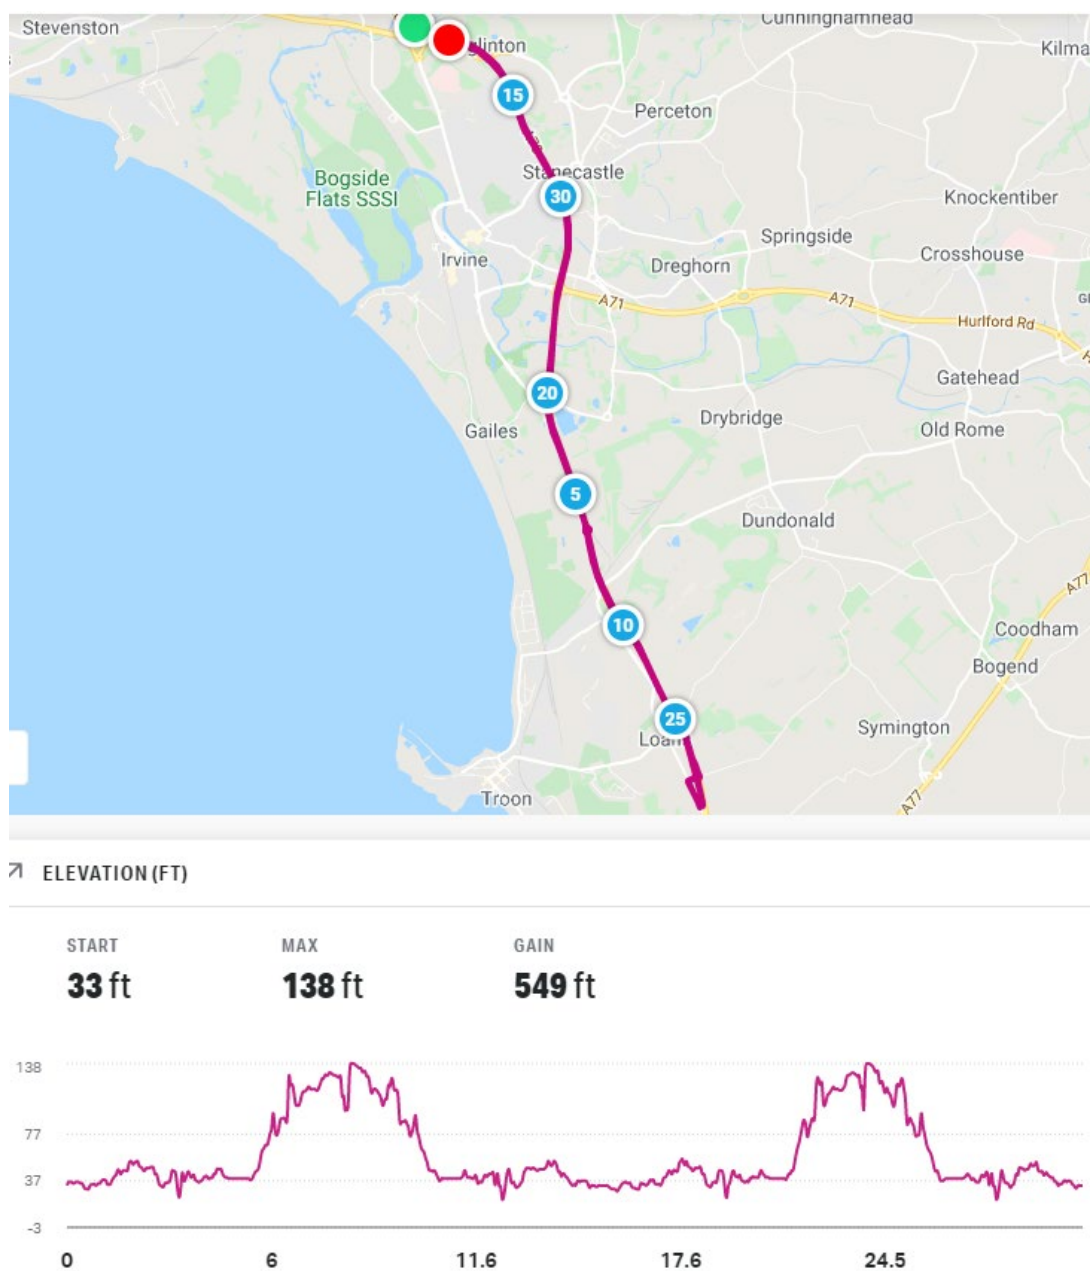 Stevenston
Cunninghamhead
Kilma
glinton
15
Perceton
A78
Stanecastle
30
Bogside
Flats SSSI
Knockentiber
Springside
Crosshouse
Irvine
Dreghorn
A71
A71
Hurlford Rd
Gatehead
20
Drybridge
Gailes
Old Rome
5
Dundonald
A77
10
Coodham
Bogend
25
Symington
Loan
Troon
A77
ELEVATION (FT)
START
MAX
GAIN
33 ft
138 ft
549 ft
138
77
37
-3
0
6
11.6
17.6
24.5